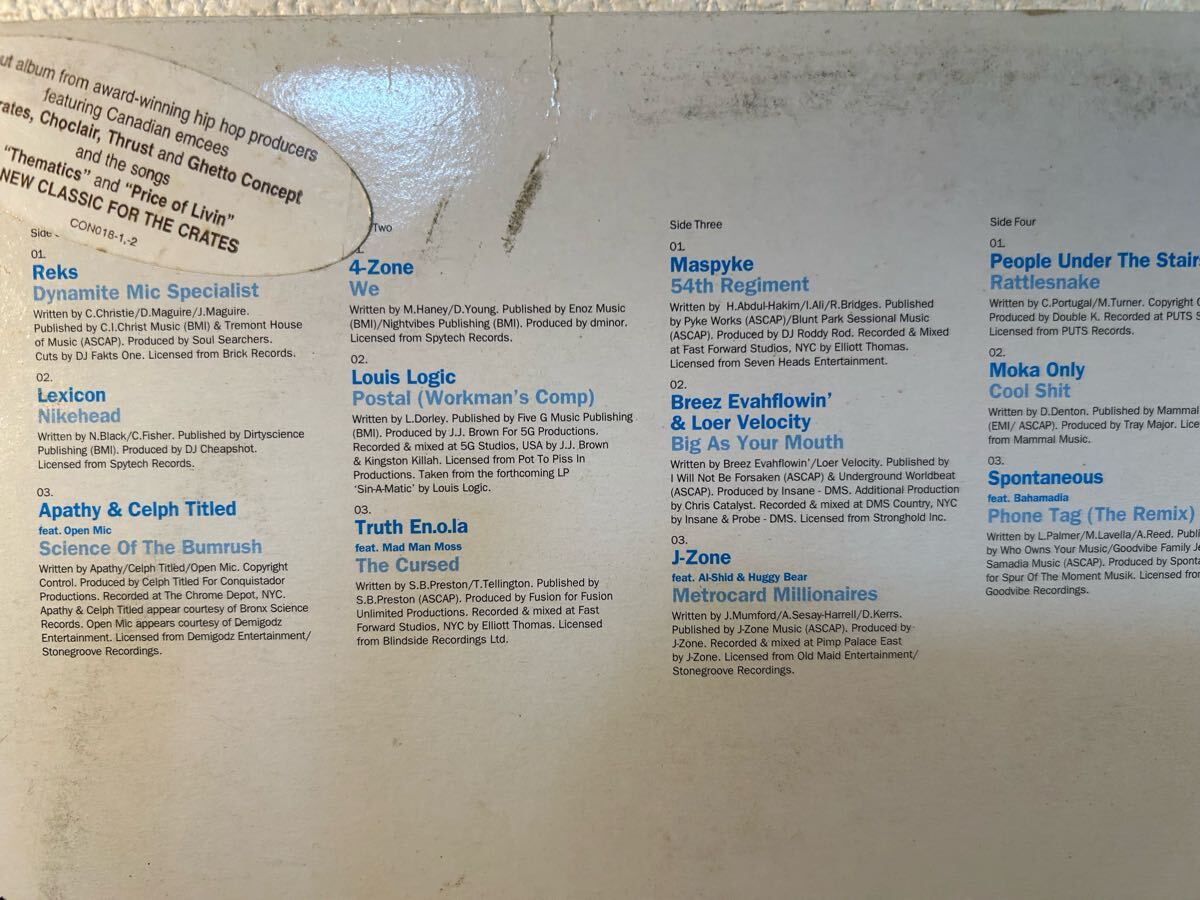 album from award-winning hip hop producers
featuring Canadian emcees
Choclair, Thrust and Ghetto Concept
and the songs
"Thematics" and "Price of Livin"
NEW CLASSIC FOR THE CRATES
CON018-1,-2
Side
01.
Reks
Dynamite Mic Specialist
Written by C.Christie/D.Maguire/J.Maguire.
Published by C.I.Christ Music (BMI) & Tremont House
of Music (ASCAP). Produced by Soul Searchers.
Cuts by DJ Fakts One. Licensed from Brick Records.
02.
Lexicon
Nikehead
Written by N.Black/C.Fisher. Published by Dirtyscience
Publishing (BMI). Produced by DJ Cheapshot.
Licensed from Spytech Records.
03.
Apathy & Celph Titled
feat. Open Mic
Science Of The Bumrush
Written by Apathy/Celph Titled/Open Mic. Copyright
Control. Produced by Celph Titled For Conquistador
Productions. Recorded at The Chrome Depot, NYC.
Apathy & Celph Titled appear courtesy of Bronx Science
Records. Open Mic appears courtesy of Demigodz
Entertainment. Licensed from Demigodz Entertainment/
Stonegroove Recordings.
Two
4-Zone
We
Written by M.Haney/D.Young. Published by Enoz Music
(BMI)/Nightvibes Publishing (BMI). Produced by dminor.
Licensed from Spytech Records.
02.
Louis Logic
Postal (Workman's Comp)
Written by L.Dorley. Published by Five G Music Publishing
(BMI). Produced by J.J. Brown For 5G Productions.
Recorded & mixed at 5G Studios, USA by J.J. Brown
& Kingston Killah. Licensed from Pot To Piss In
Productions. Taken from the forthcoming LP
'Sin-A-Matic' by Louis Logic.
03.
Truth En.o.la
feat. Mad Man Moss
The Cursed
Written by S.B.Preston/T.Tellington. Published by
S.B.Preston (ASCAP). Produced by Fusion for Fusion
Unlimited Productions. Recorded & mixed at Fast
Forward Studios, NYC by Elliott Thomas. Licensed
from Blindside Recordings Ltd.
Side Three
01.
Maspyke
54th Regiment
Written by H.Abdul-Hakim/I.Ali/R.Bridges. Published
by Pyke Works (ASCAP)/Blunt Park Sessional Music
(ASCAP). Produced by DJ Roddy Rod. Recorded & Mixed
at Fast Forward Studios, NYC by Elliott Thomas.
Licensed from Seven Heads Entertainment.
02.
Breez Evahflowin'
& Loer Velocity
Big As Your Mouth
Written by Breez Evahflowin'/Loer Velocity. Published by
I Will Not Be Forsaken (ASCAP) & Underground Worldbeat
(ASCAP). Produced by Insane - DMS. Additional Production
by Chris Catalyst. Recorded & mixed at DMS Country, NYC
by Insane & Probe - DMS. Licensed from Stronghold Inc.
03.
J-Zone
feat. Al-Shid & Huggy Bear
Metrocard Millionaires
Written by J.Mumford/A.Sesay-Harrell/D.Kerrs.
Published by J-Zone Music (ASCAP). Produced by
J-Zone. Recorded & mixed at Pimp Palace East
by J-Zone. Licensed from Old Maid Entertainment/
Stonegroove Recordings.
Side Four
01.
People Under The Stairs
Rattlesnake
Written by C.Portugal/M.Turner. Copyright
Produced by Double K. Recorded at PUTS
Licensed from PUTS Records.
02.
Moka Only
Cool Shit
Written by D.Denton. Published by Mammal
(EMI/ ASCAP). Produced by Tray Major.
from Mammal Music.
03.
Spontaneous
feat. Bahamadia
Phone Tag (The Remix)
Written by L.Palmer/M.Lavella/A.Reed.
by Who Owns Your Music/Goodvibe Family
Samadia Music (ASCAP). Produced by
for Spur Of The Moment Musik. Licensed
Goodvibe Recordings.